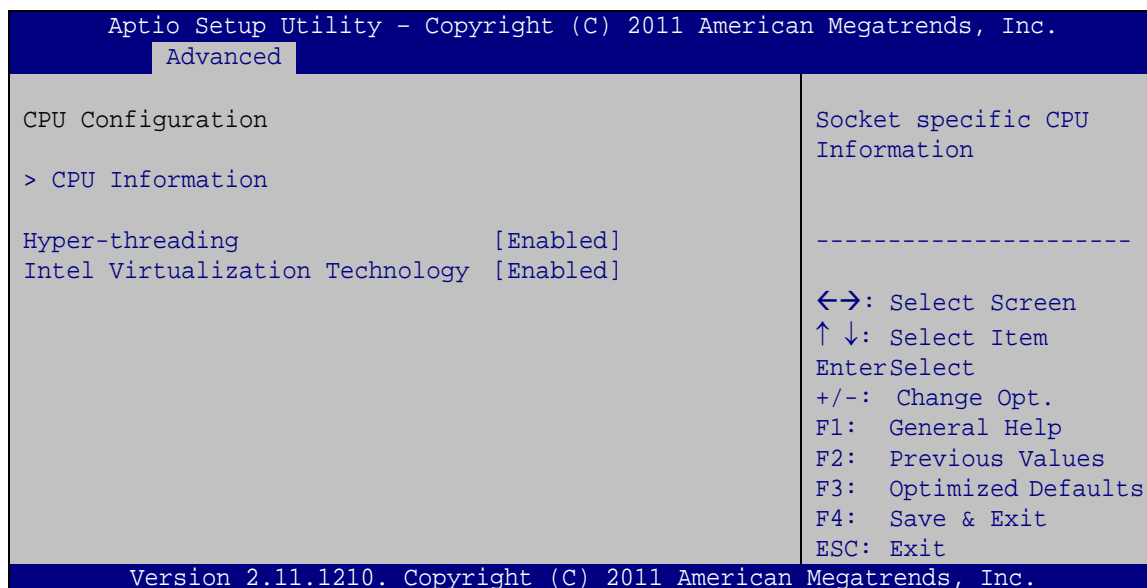 Aptio Setup Utility – Copyright (C) 2011 American Megatrends, Inc.
Advanced
CPU Configuration
> CPU Information
Hyper-threading [Enabled]
Intel Virtualization Technology [Enabled]
Socket specific CPU
Information
----------------------
←→: Select Screen
↑ ↓: Select Item
EnterSelect
+/-: Change Opt.
F1: General Help
F2: Previous Values
F3: Optimized Defaults
F4: Save & Exit
ESC: Exit
Version 2.11.1210. Copyright (C) 2011 American Megatrends, Inc.